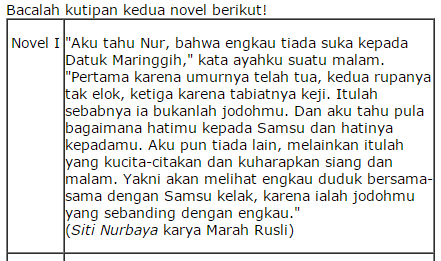 Bacalah kutipan kedua novel berikut!
Novel I "Aku tahu Nur, bahwa engkau tiada suka kepada
Datuk Maringgih," kata ayahku suatu malam.
"Pertama karena umurnya telah tua, kedua rupanya
tak elok, ketiga karena tabiatnya keji. Itulah
sebabnya ia bukanlah jodohmu. Dan aku tahu pula
bagaimana hatimu kepada Samsu dan hatinya
kepadamu. Aku pun tiada lain, melainkan itulah
yang kucita-citakan dan kuharapkan siang dan
malam. Yakni akan melihat engkau duduk bersama-
sama dengan Samsu kelak, karena ialah jodohmu
yang sebanding dengan engkau."
(Siti Nurbaya karya Marah Rusli)